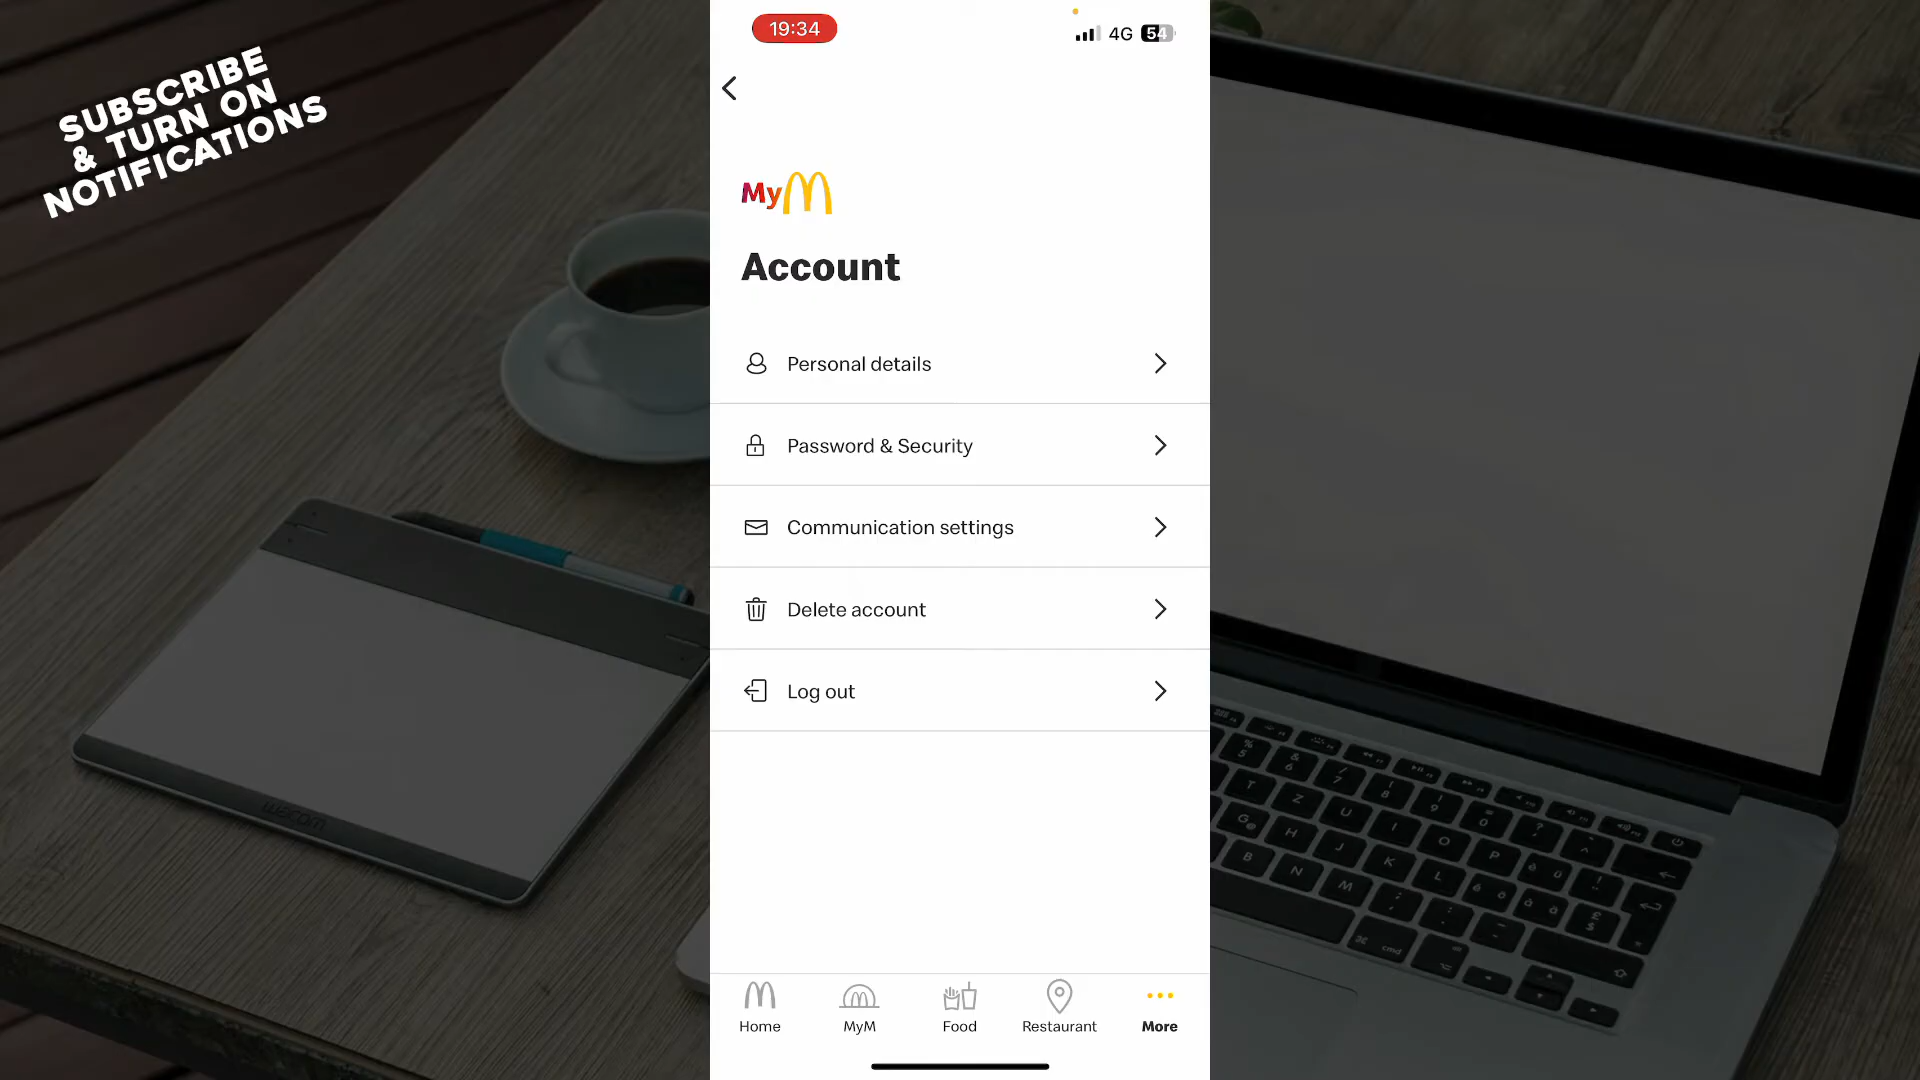 SUBSCRIBE
& TURN ON
NOTIFICATIONS
19:34
4G 54
My
Account
Personal details
Password & Security
Communication settings
Delete account
Log out
Home
MyM
Food
Restaurant
More
wacom